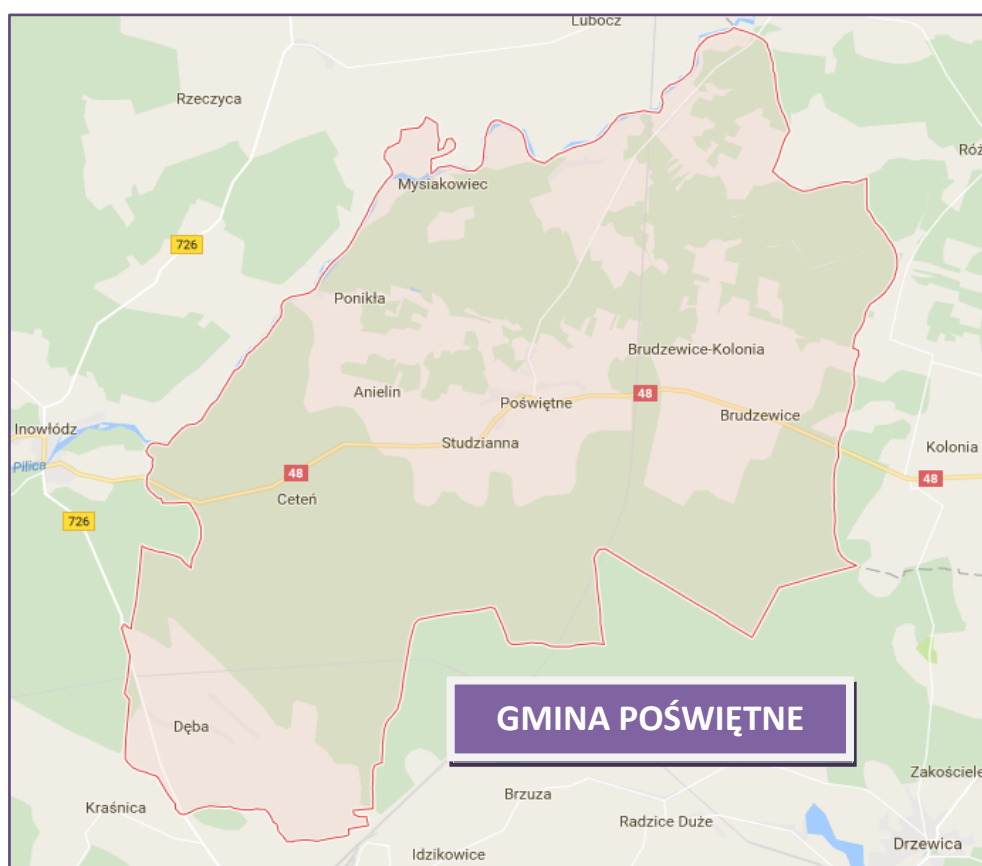 Lubocz
Rzeczyca
Róż
Mysiakowiec
726
Ponikła
Brudzewice-Kolonia
Anielin
48
Poświętne
Brudzewice
Inowłódz
Studzianna
Kolonia
Pilica
48
48
Ceteń
726
GMINA POŚWIĘTNE
Dęba
Zakościele
Brzuza
Kraśnica
Radzice Duże
Drzewica
Idzikowice